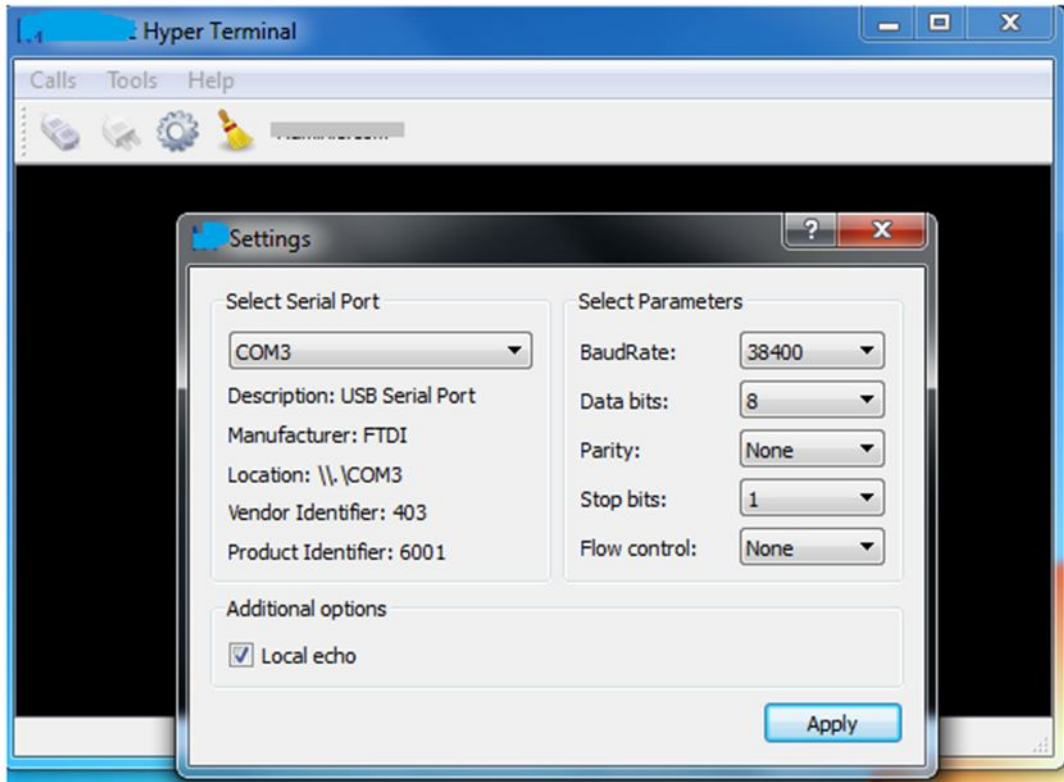 Hyper Terminal
Calls Tools Help
Settings
Select Serial Port
COM3
Description: USB Serial Port
Manufacturer: FTDI
Location: \\.\COM3
Vendor Identifier: 403
Product Identifier: 6001
Select Parameters
BaudRate: 38400
Data bits: 8
Parity: None
Stop bits: 1
Flow control: None
Additional options
Local echo
Apply